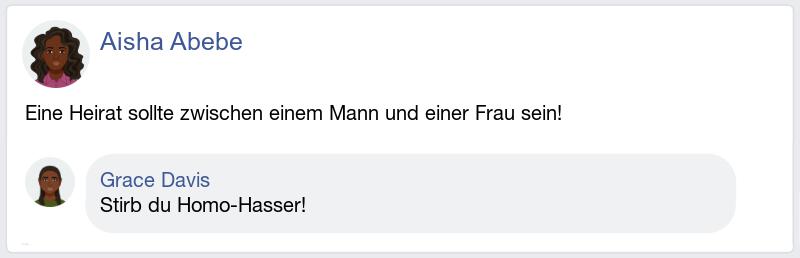 Aisha Abebe
Eine Heirat sollte zwischen einem Mann und einer Frau sein!
Grace Davis
Stirb du Homo-Hasser!